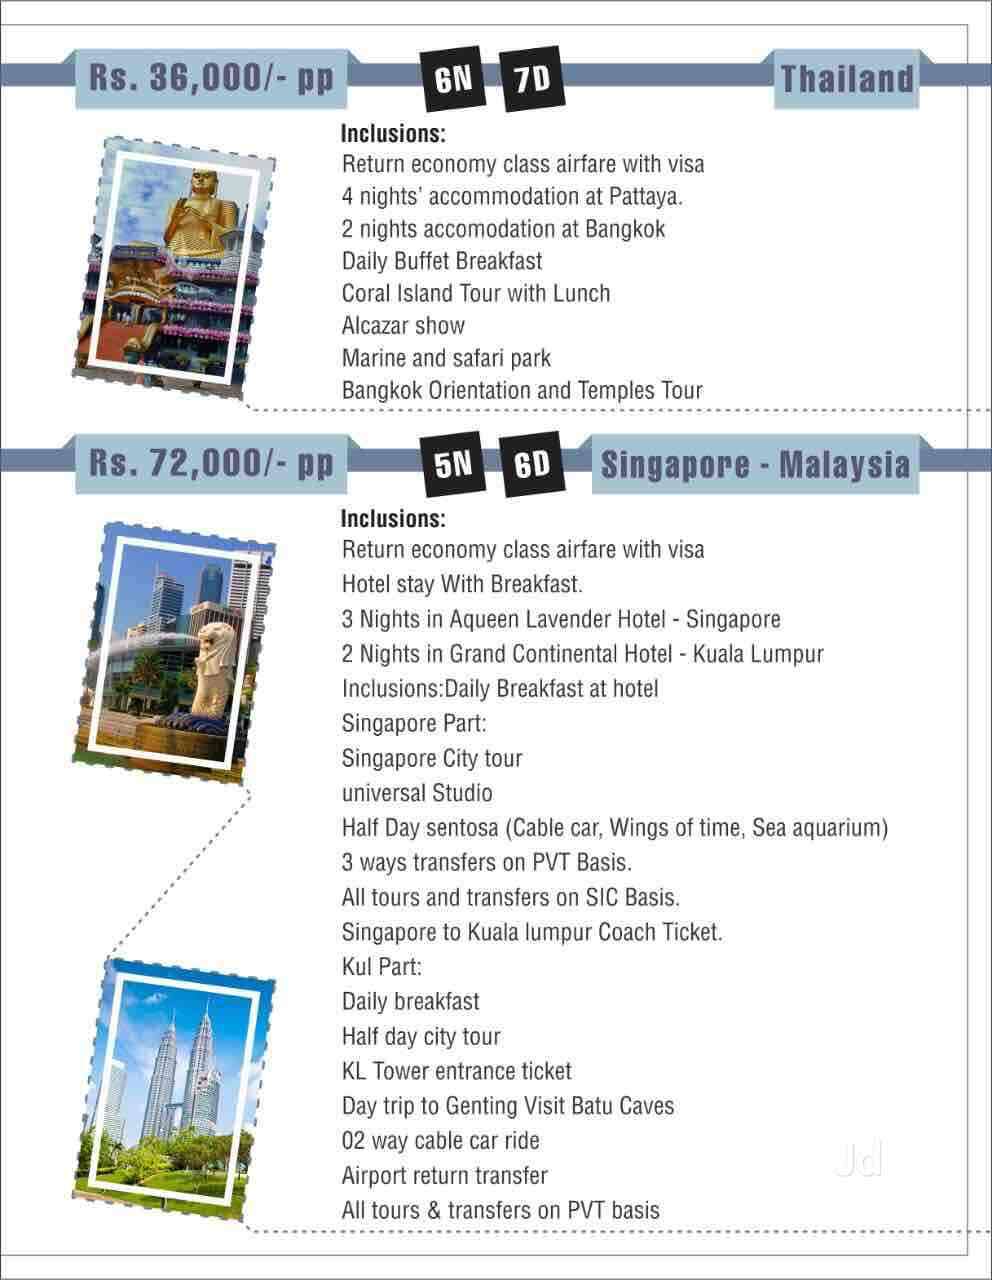 Rs. 36,000/- pp 6N 7D Thailand
Inclusions:
Return economy class airfare with visa
4 nights’ accommodation at Pattaya.
2 nights accomodation at Bangkok
Daily Buffet Breakfast
Coral Island Tour with Lunch
Alcazar show
Marine and safari park
Bangkok Orientation and Temples Tour
Rs. 72,000/- pp 5N 6D Singapore - Malaysia
Inclusions:
Return economy class airfare with visa
Hotel stay With Breakfast.
3 Nights in Aqueen Lavender Hotel - Singapore
2 Nights in Grand Continental Hotel - Kuala Lumpur
Inclusions:Daily Breakfast at hotel
Singapore Part:
Singapore City tour
universal Studio
Half Day sentosa (Cable car, Wings of time, Sea aquarium)
3 ways transfers on PVT Basis.
All tours and transfers on SIC Basis.
Singapore to Kuala lumpur Coach Ticket.
Kul Part:
Daily breakfast
Half day city tour
KL Tower entrance ticket
Day trip to Genting Visit Batu Caves
02 way cable car ride
Airport return transfer
All tours & transfers on PVT basis
Jd